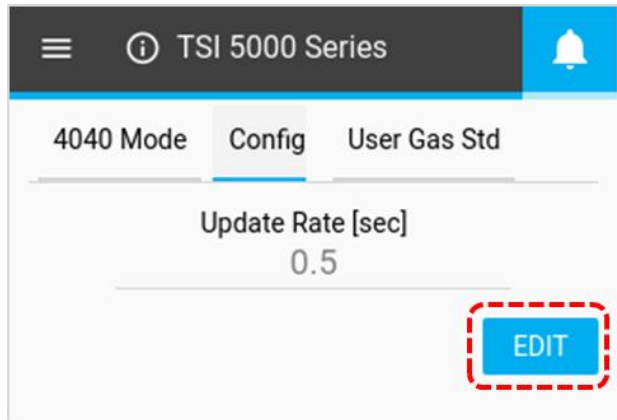 TSI 5000 Series
4040 Mode Config User Gas Std
Update Rate [sec]
0.5
EDIT